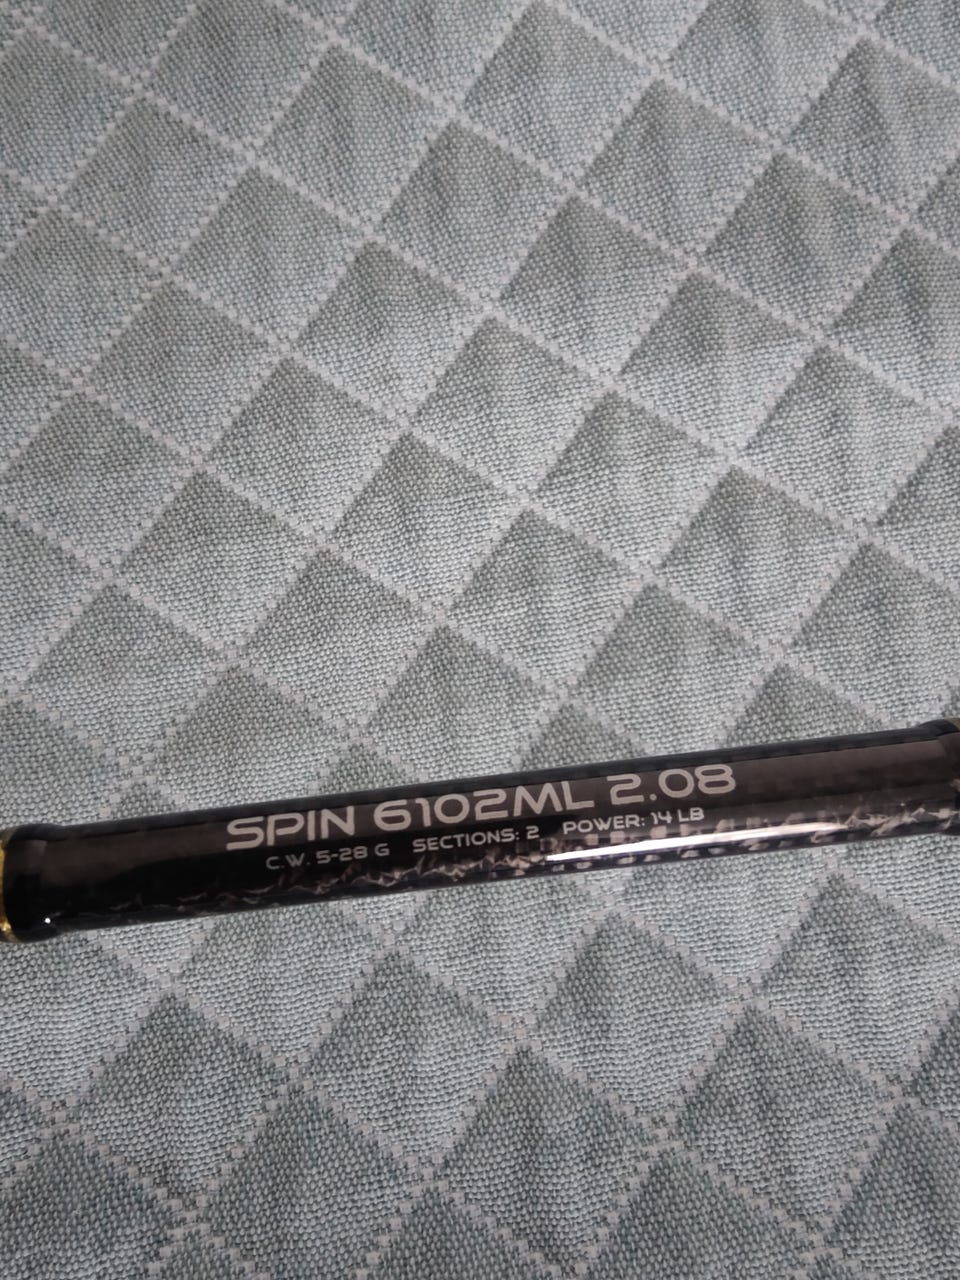 SPIN 6102ML 2.08
C.W. 5-28 G SECTIONS: 2 POWER: 14 LB